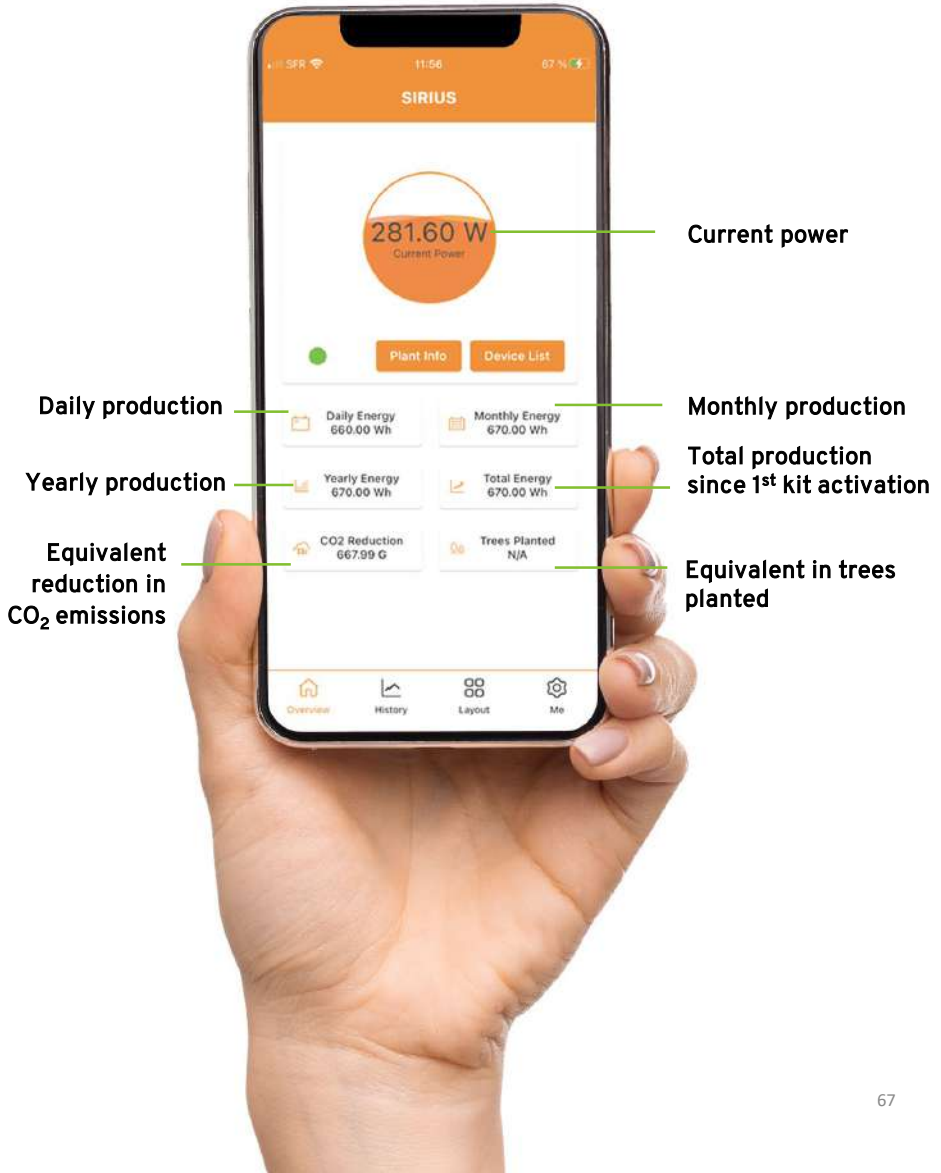 SFR
11:56
67 %
SIRIUS
281.60 W
Current Power
Current power
Plant Info
Device List
Daily production
Daily Energy
660.00 Wh
Monthly Energy
670.00 Wh
Monthly production
Yearly production
Yearly Energy
670.00 Wh
Total Energy
670.00 Wh
Total production
since 1st kit activation
Equivalent
reduction in
CO₂ emissions
CO2 Reduction
667.99 G
Trees Planted
N/A
Equivalent in trees
planted
Overview
History
Layout
Me
67